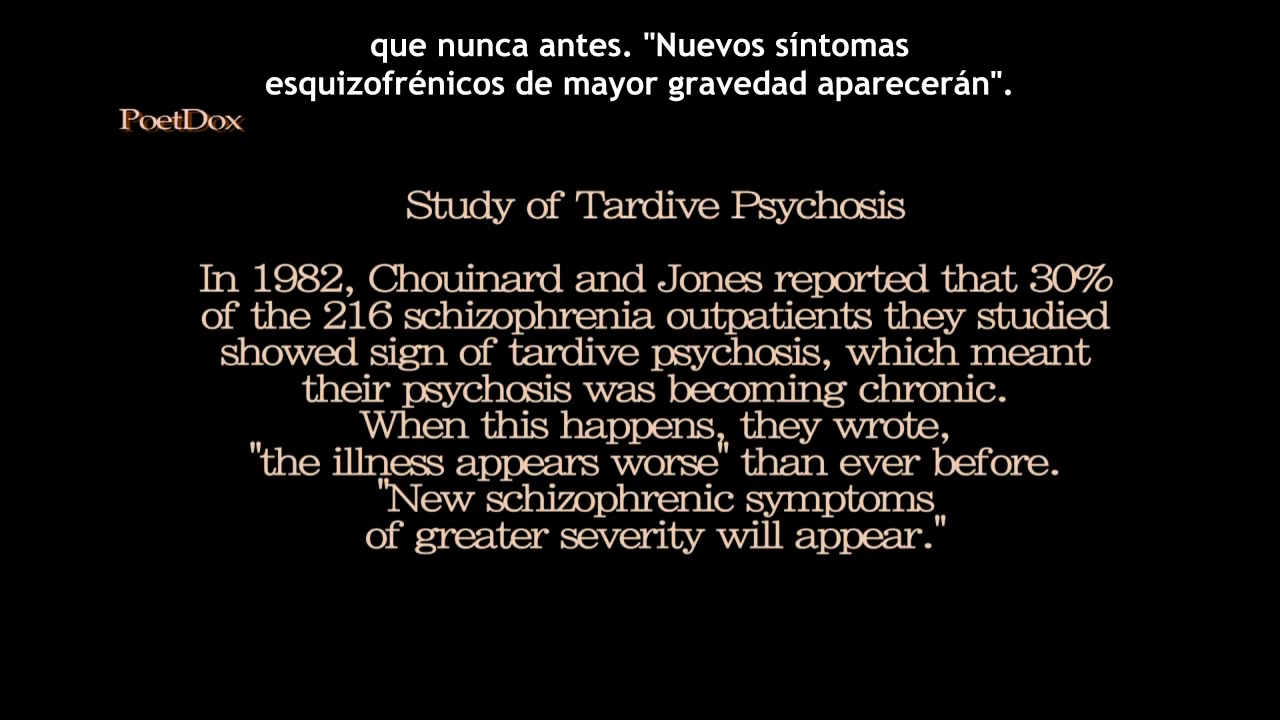 que nunca antes. "Nuevos síntomas
esquizofrénicos de mayor gravedad aparecerán".
PoetDox
Study of Tardive Psychosis
In 1982, Chouinard and Jones reported that 30%
of the 216 schizophrenia outpatients they studied
showed sign of tardive psychosis, which meant
their psychosis was becoming chronic.
When this happens, they wrote,
"the illness appears worse" than ever before.
"New schizophrenic symptoms
of greater severity will appear."